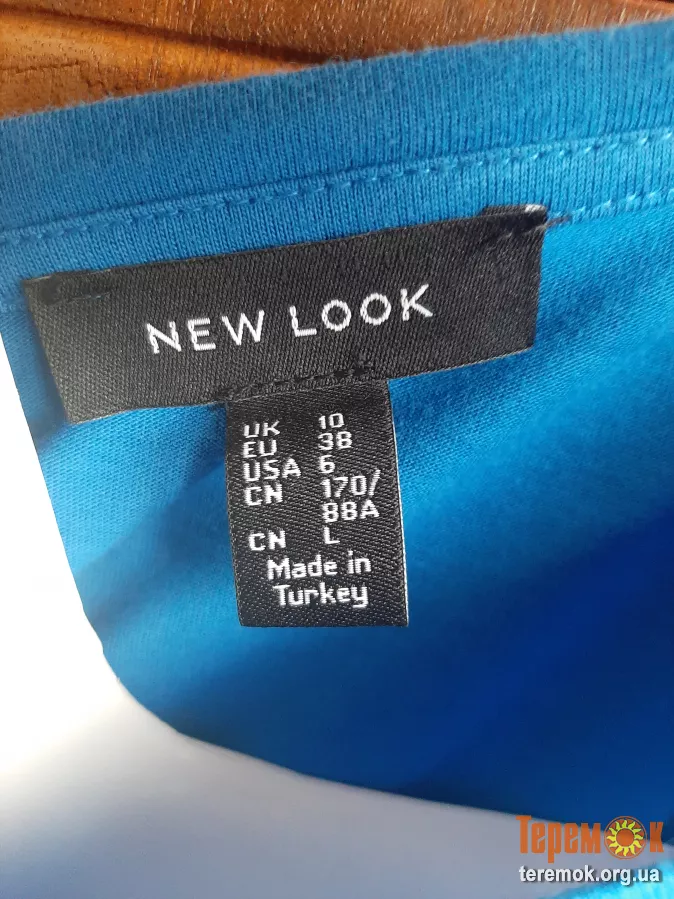 NEW LOOK
UK 10
EU 38
USA 6
CN 170/
88A
CN L
Made in
Turkey
Теремок
teremok.org.ua